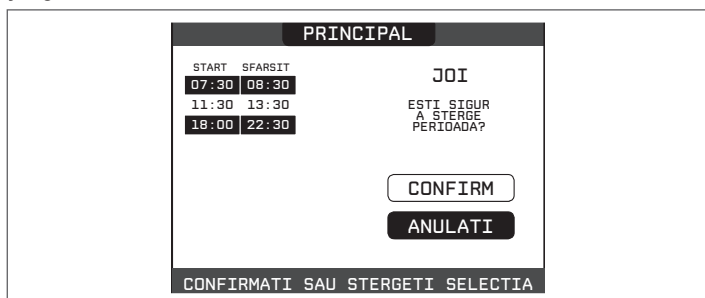 PRINCIPAL
START SFARSIT
07:30 08:30
11:30 13:30
18:00 22:30
JOI
ESTI SIGUR
A STERGE
PERIOADA?
CONFIRM
ANULATI
CONFIRMATI SAU STERGETI SELECTIA